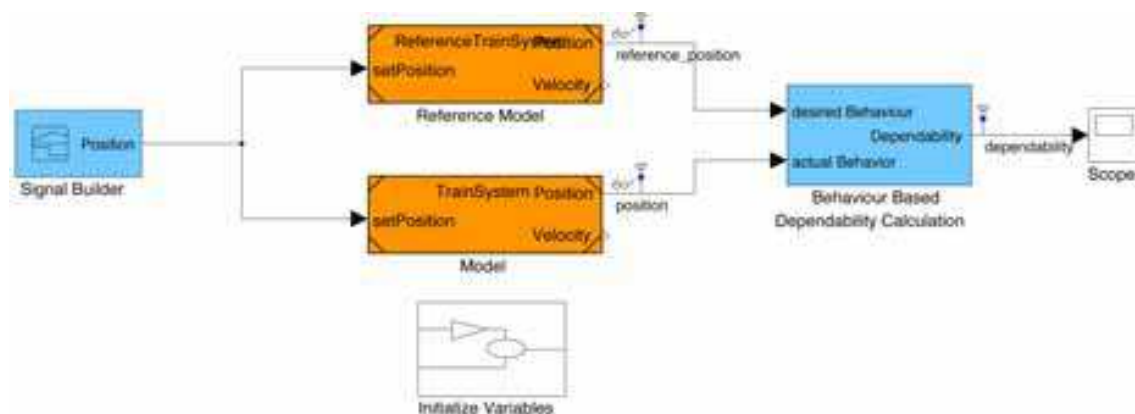 ReferenceTrainSystem Position
setPosition
reference_position
Velocity
Reference Model
desired Behaviour
Dependability
actual Behavior
dependability
Scope
Behaviour Based
Dependability Calculation
Position
Signal Builder
TrainSystem Position
setPosition
position
Velocity
Model
Initialize Variables